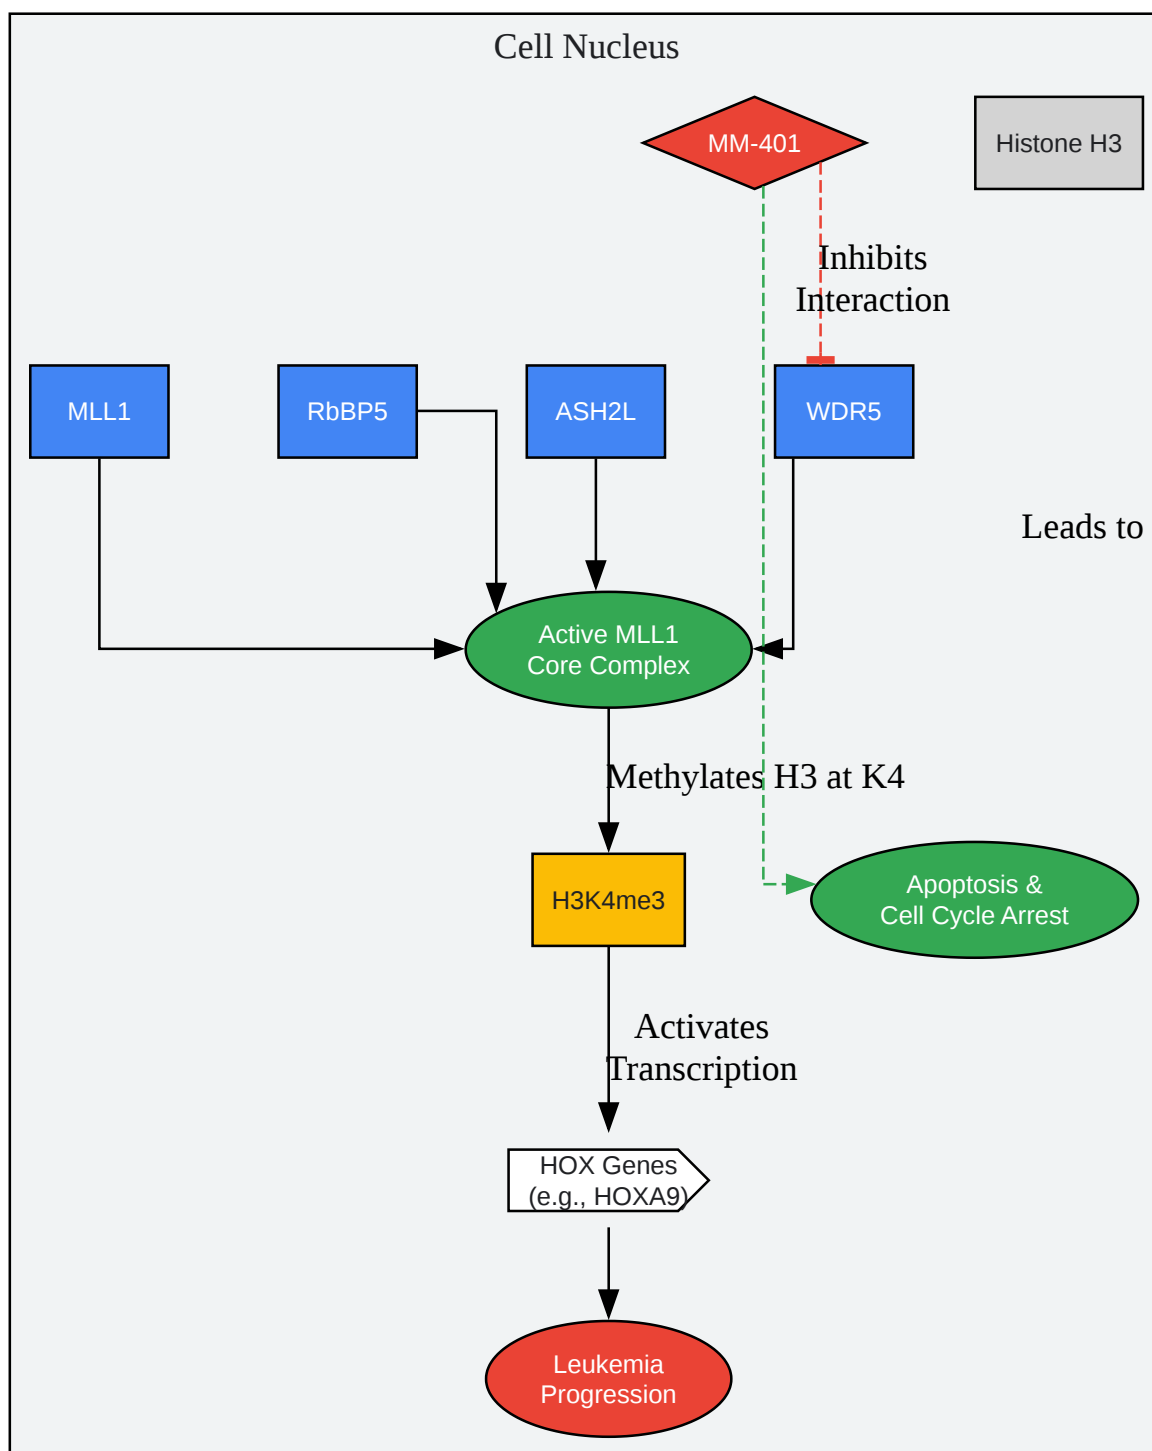 Cell Nucleus
MM-401
Histone H3
Inhibits
Interaction
MLL1
RbBP5
ASH2L
WDR5
Leads to
Active MLL1
Core Complex
Methylates H3 at K4
H3K4me3
Apoptosis &
Cell Cycle Arrest
Activates
Transcription
HOX Genes
(e.g., HOXA9)
Leukemia
Progression